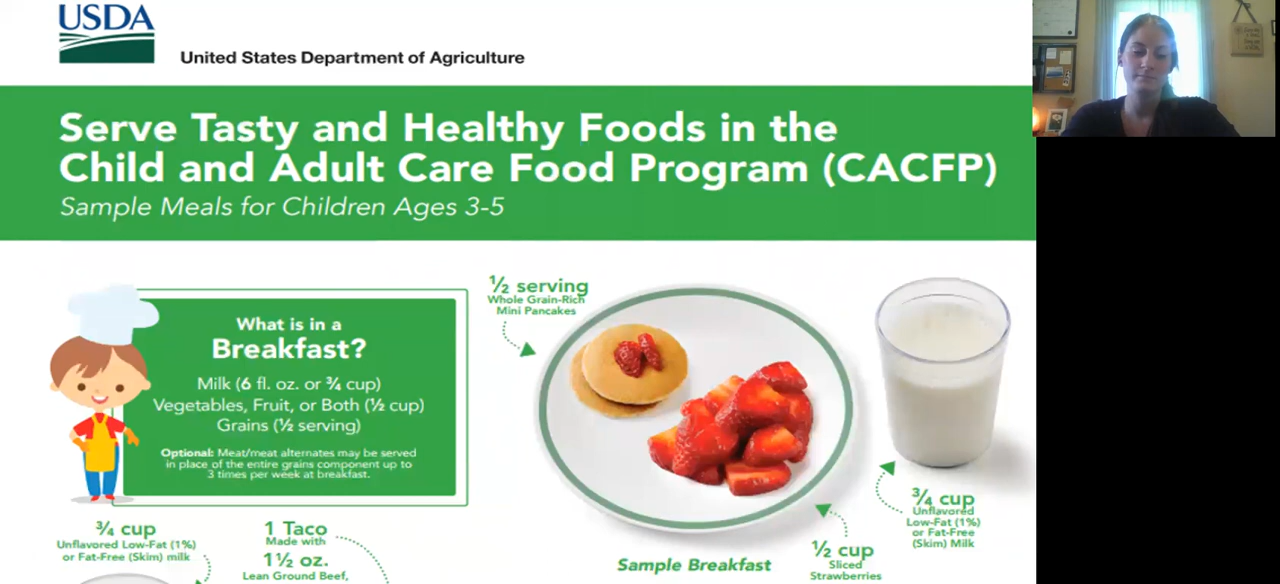 USDA
United States Department of Agriculture
Serve Tasty and Healthy Foods in the
Child and Adult Care Food Program (CACFP)
Sample Meals for Children Ages 3-5
What is in a
Breakfast?
Milk (6 fl. oz. or ¾ cup)
Vegetables, Fruit, or Both (½ cup)
Grains (½ serving)
Optional: Meat/meat alternates may be served
in place of the entire grains component up to
3 times per week at breakfast.
½ serving
Whole Grain-Rich
Mini Pancakes
¾ cup
Unflavored
Low-Fat (1%)
or Fat-Free
(Skim) Milk
½ cup
Sliced
Strawberries
Sample Breakfast
¾ cup
Unflavored Low-Fat (1%)
or Fat-Free (Skim) milk
1 Taco
Made with
1½ oz.
Lean Ground Beef,